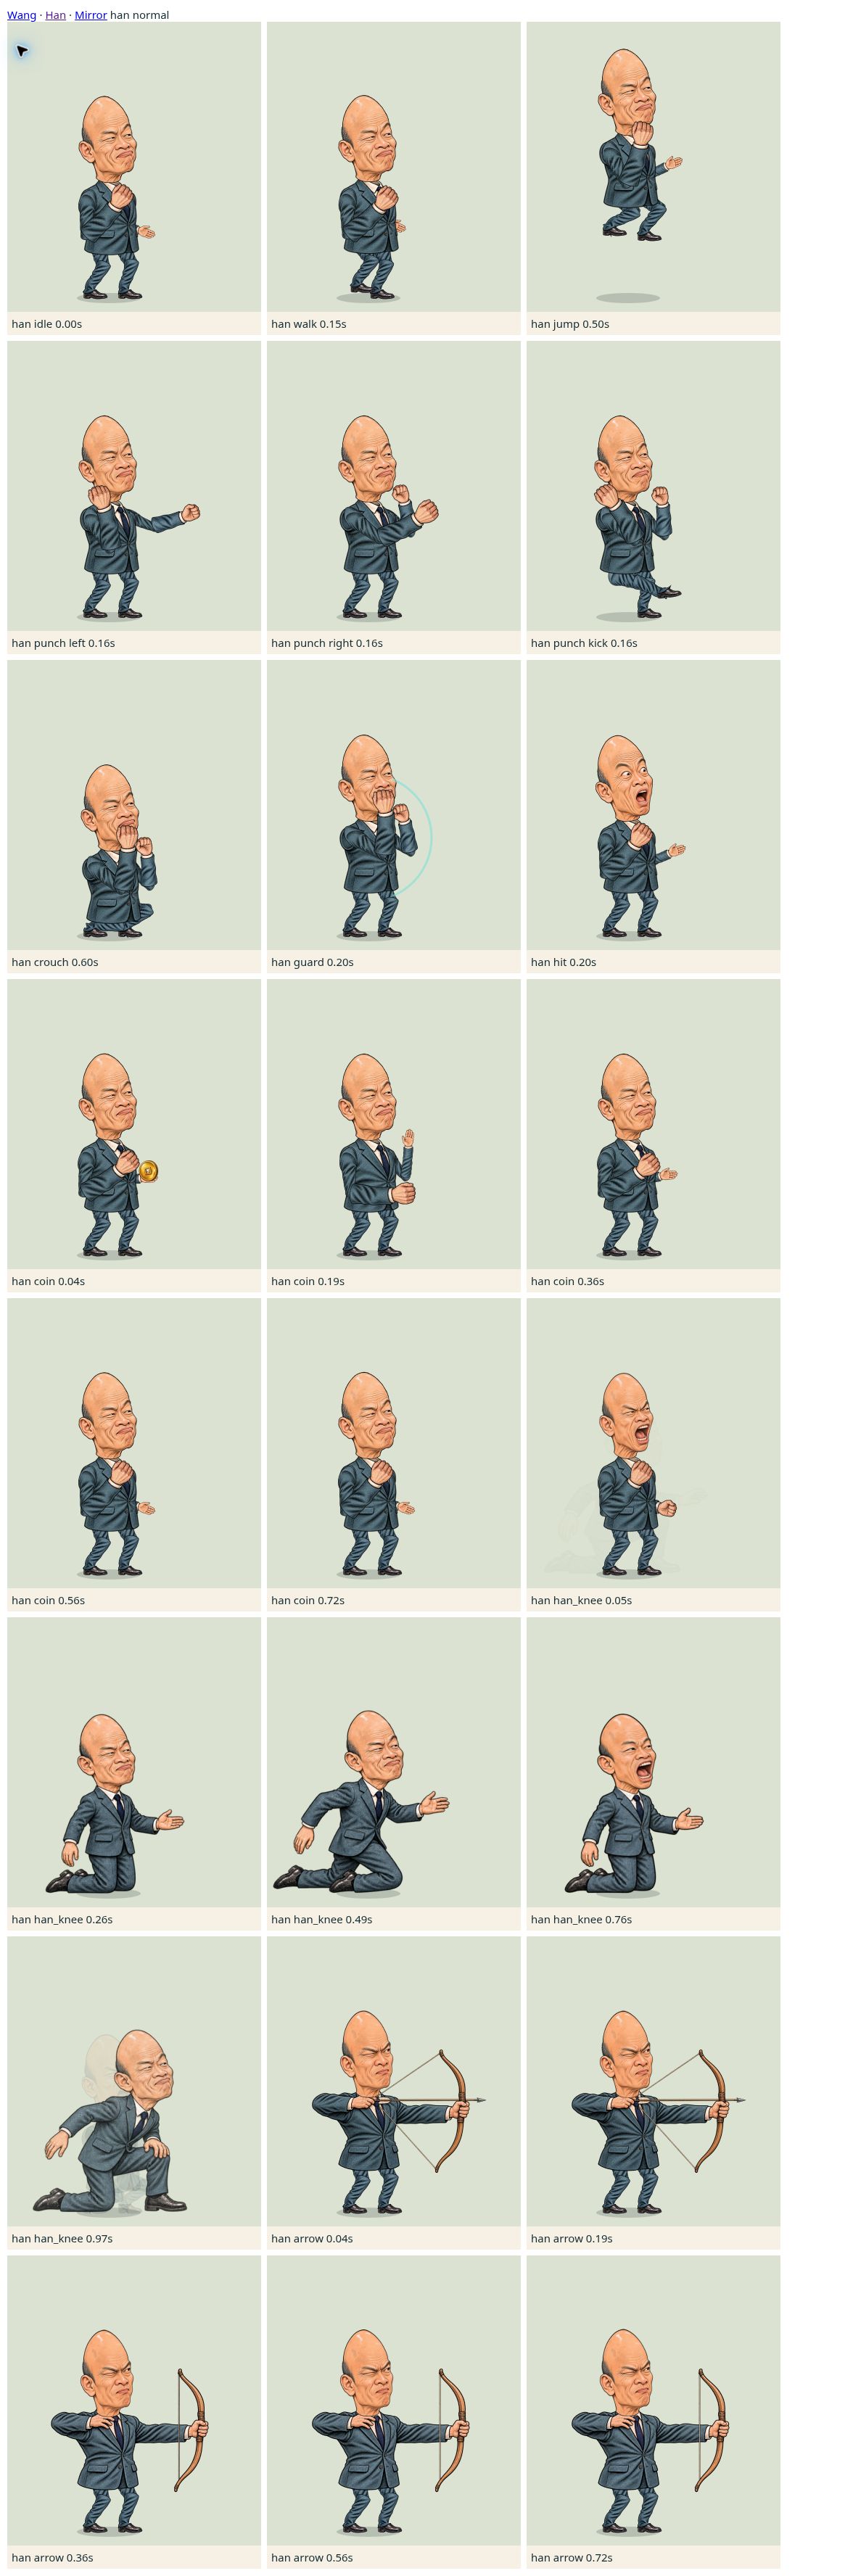 Wang · Han · Mirror han normal
han idle 0.00s
han walk 0.15s
han jump 0.50s
han punch left 0.16s
han punch right 0.16s
han punch kick 0.16s
han crouch 0.60s
han guard 0.20s
han hit 0.20s
han coin 0.04s
han coin 0.19s
han coin 0.36s
han coin 0.56s
han coin 0.72s
han han_knee 0.05s
han han_knee 0.26s
han han_knee 0.49s
han han_knee 0.76s
han han_knee 0.97s
han arrow 0.04s
han arrow 0.19s
han arrow 0.36s
han arrow 0.56s
han arrow 0.72s